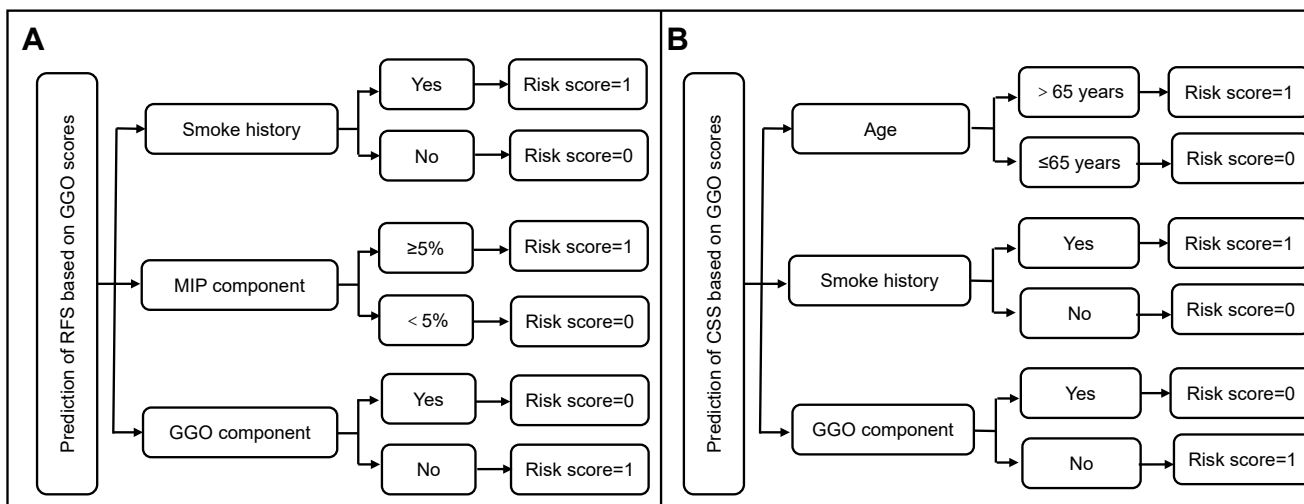 A
Prediction of RFS based on GGO scores
Smoke history
Yes
Risk score=1
No
Risk score=0
MIP component
≥5%
Risk score=1
< 5%
Risk score=0
GGO component
Yes
Risk score=0
No
Risk score=1
B
Prediction of CSS based on GGO scores
Age
> 65 years
Risk score=1
≤65 years
Risk score=0
Smoke history
Yes
Risk score=1
No
Risk score=0
GGO component
Yes
Risk score=0
No
Risk score=1